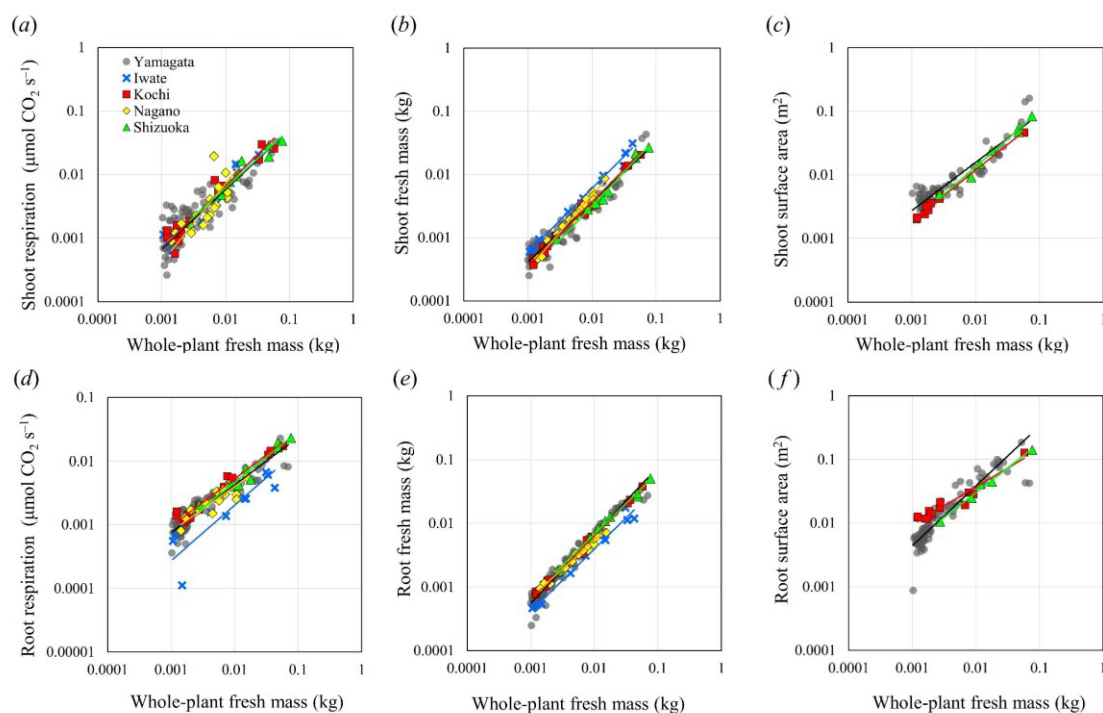 (a)
Shoot respiration (μmol CO2 s−1)
1
0.1
0.01
0.001
0.0001
Yamagata
Iwate
Kochi
Nagano
Shizuoka
0.0001 0.001 0.01 0.1 1
Whole-plant fresh mass (kg)
(b)
Shoot fresh mass (kg)
1
0.1
0.01
0.001
0.0001
0.0001 0.001 0.01 0.1 1
Whole-plant fresh mass (kg)
(c)
Shoot surface area (m2)
1
0.1
0.01
0.001
0.0001
0.0001 0.001 0.01 0.1 1
Whole-plant fresh mass (kg)
(d)
Root respiration (μmol CO2 s−1)
0.1
0.01
0.001
0.0001
0.00001
0.0001 0.001 0.01 0.1 1
Whole-plant fresh mass (kg)
(e)
Root fresh mass (kg)
1
0.1
0.01
0.001
0.0001
0.0001 0.001 0.01 0.1 1
Whole-plant fresh mass (kg)
(f)
Root surface area (m2)
1
0.1
0.01
0.001
0.0001
0.0001 0.001 0.01 0.1 1
Whole-plant fresh mass (kg)